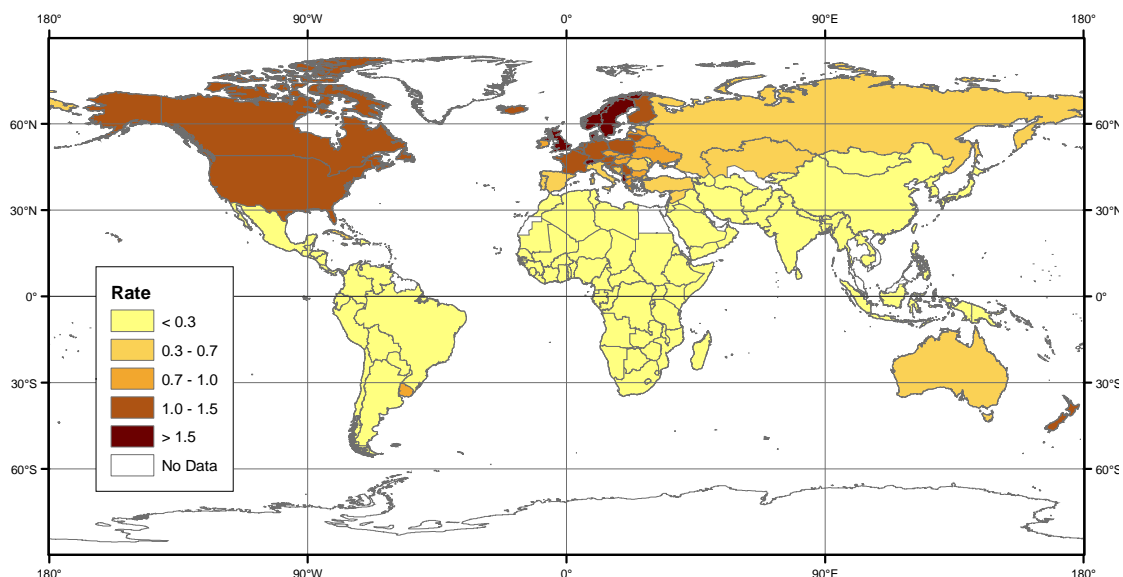 180° 90°W 0° 90°E 180°
60°N 60°N
30°N 30°N
0° 0°
30°S 30°S
60°S 60°S
Rate
< 0.3
0.3 - 0.7
0.7 - 1.0
1.0 - 1.5
> 1.5
No Data
180° 90°W 0° 90°E 180°